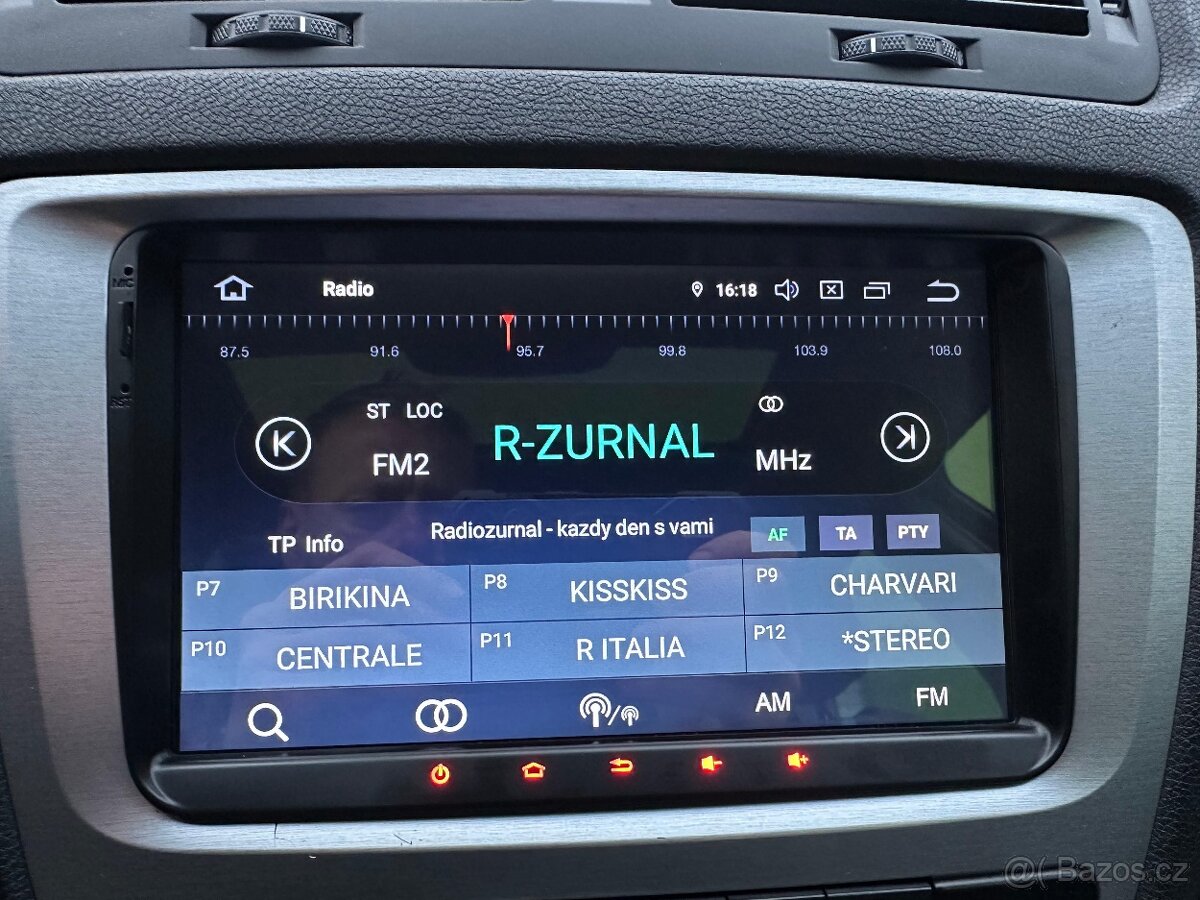 Radio 16:18
MIC
87.5 91.6 95.7 99.8 103.9 108.0
RST
ST LOC
FM2 R-ZURNAL MHz
TP Info Radiozurnal - kazdy den s vami AF TA PTY
P7 BIRIKINA P8 KISSKISS P9 CHARVARI
P10 CENTRALE P11 R ITALIA P12 *STEREO
AM FM
@( Bazos.cz